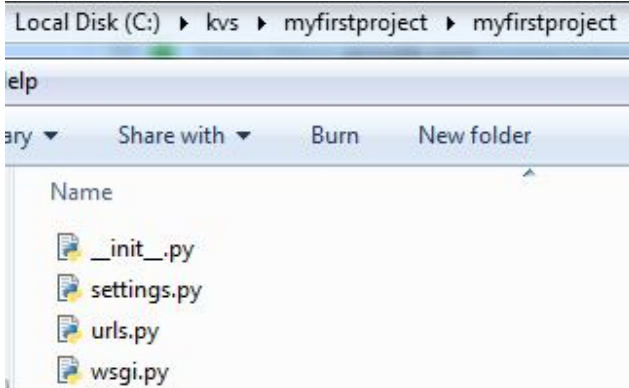 Local Disk (C:) ▸ kvs ▸ myfirstproject ▸ myfirstproject
elp
ary ▾ Share with ▾ Burn New folder
Name
__init__.py
settings.py
urls.py
wsgi.py